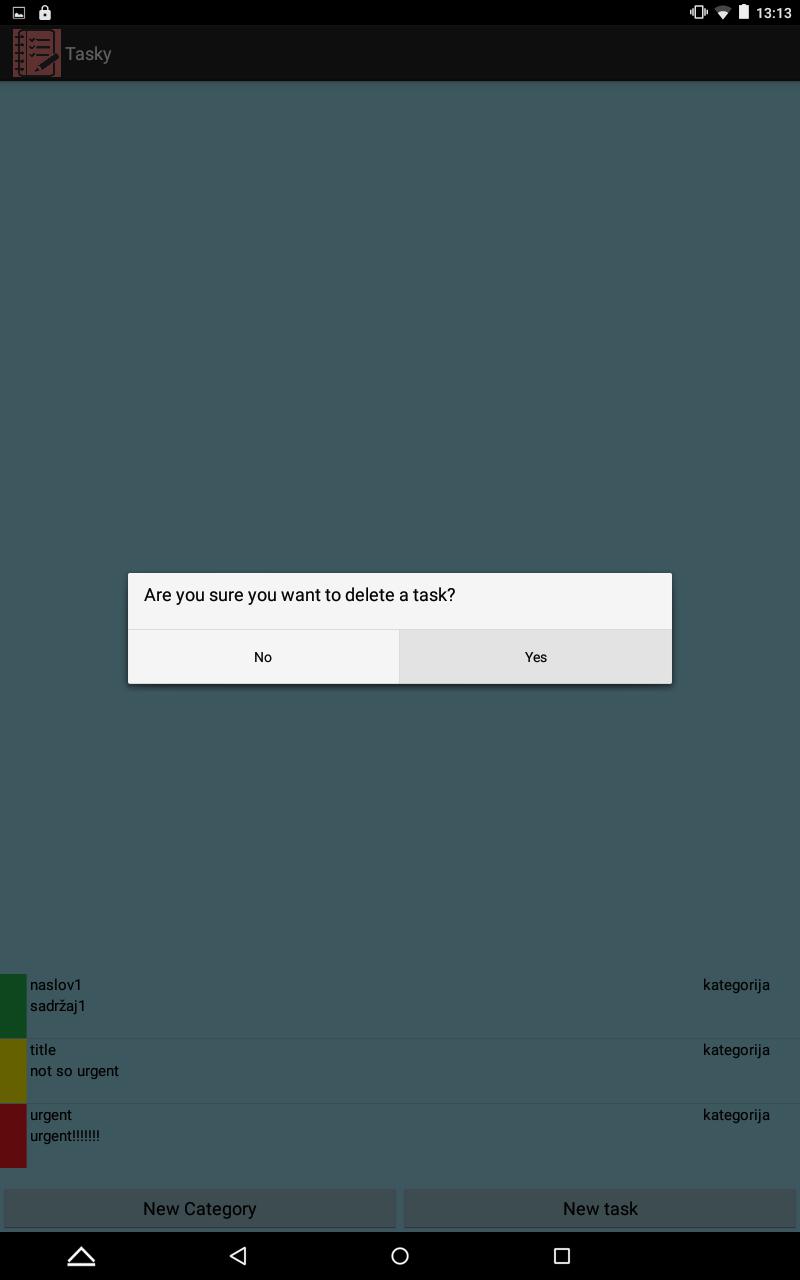 13:13
Tasky
Are you sure you want to delete a task?
No Yes
naslov1 kategorija
sadržaj1
title kategorija
not so urgent
urgent kategorija
urgent!!!!!!!
New Category New task